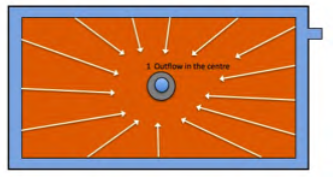 1 Outflow in the centre